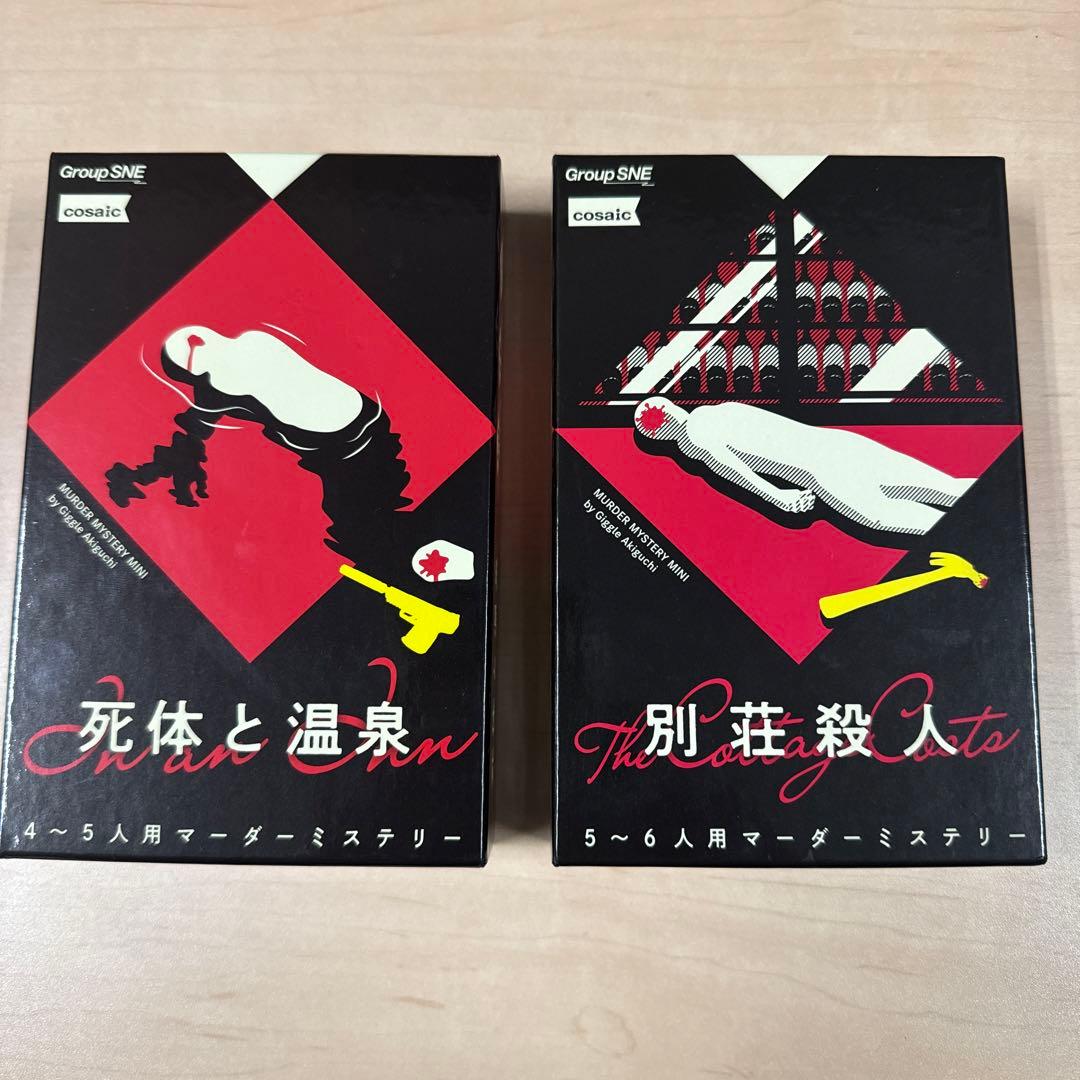 Group SNE
cosaic
MURDER MYSTERY MINI
by Giggle Akiguchi
死体と温泉
In an Inn
4～5人用マーダーミステリー
Group SNE
cosaic
MURDER MYSTERY MINI
by Giggle Akiguchi
別荘殺人
The Cottage Coats
5～6人用マーダーミステリー